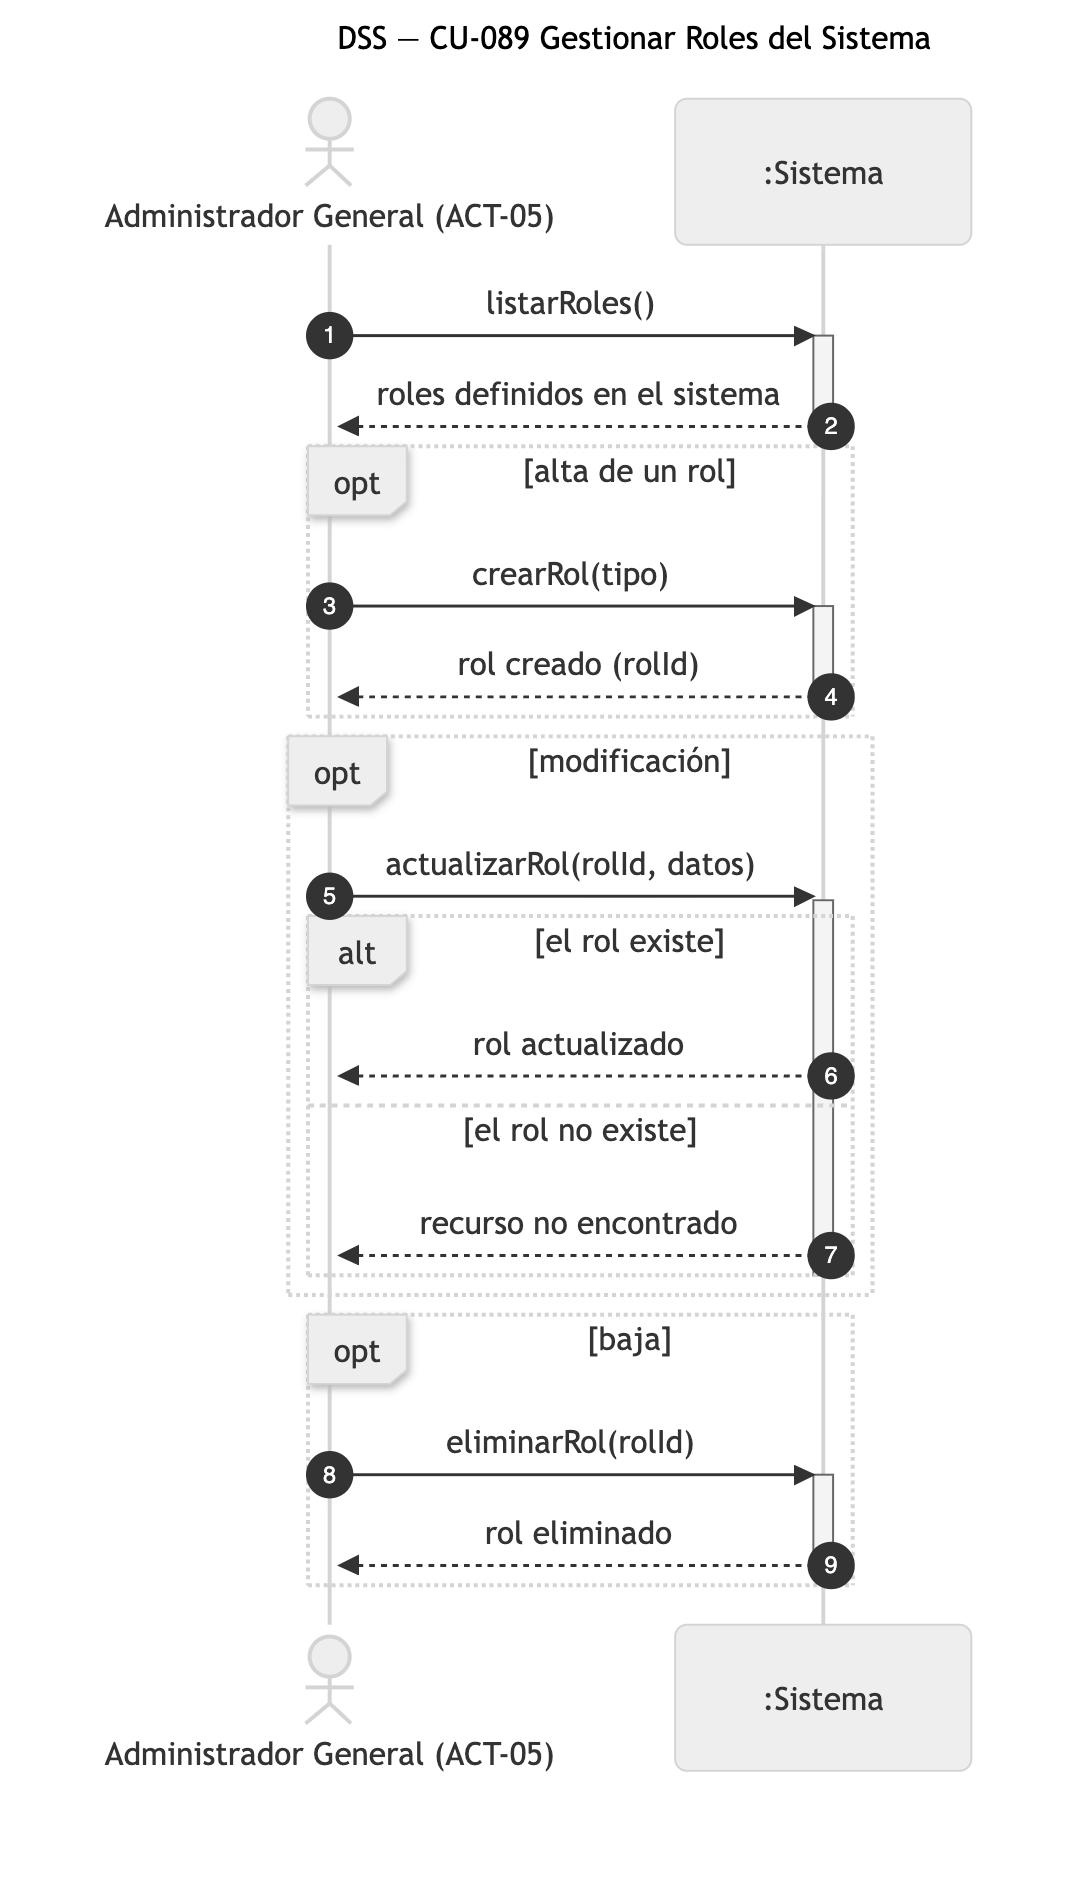 DSS — CU-089 Gestionar Roles del Sistema
:Sistema
Administrador General (ACT-05)
listarRoles()
1
roles definidos en el sistema
2
opt
[alta de un rol]
crearRol(tipo)
3
rol creado (rolId)
4
opt
[modificación]
actualizarRol(rolId, datos)
5
alt
[el rol existe]
rol actualizado
6
[el rol no existe]
recurso no encontrado
7
opt
[baja]
eliminarRol(rolId)
8
rol eliminado
9
:Sistema
Administrador General (ACT-05)